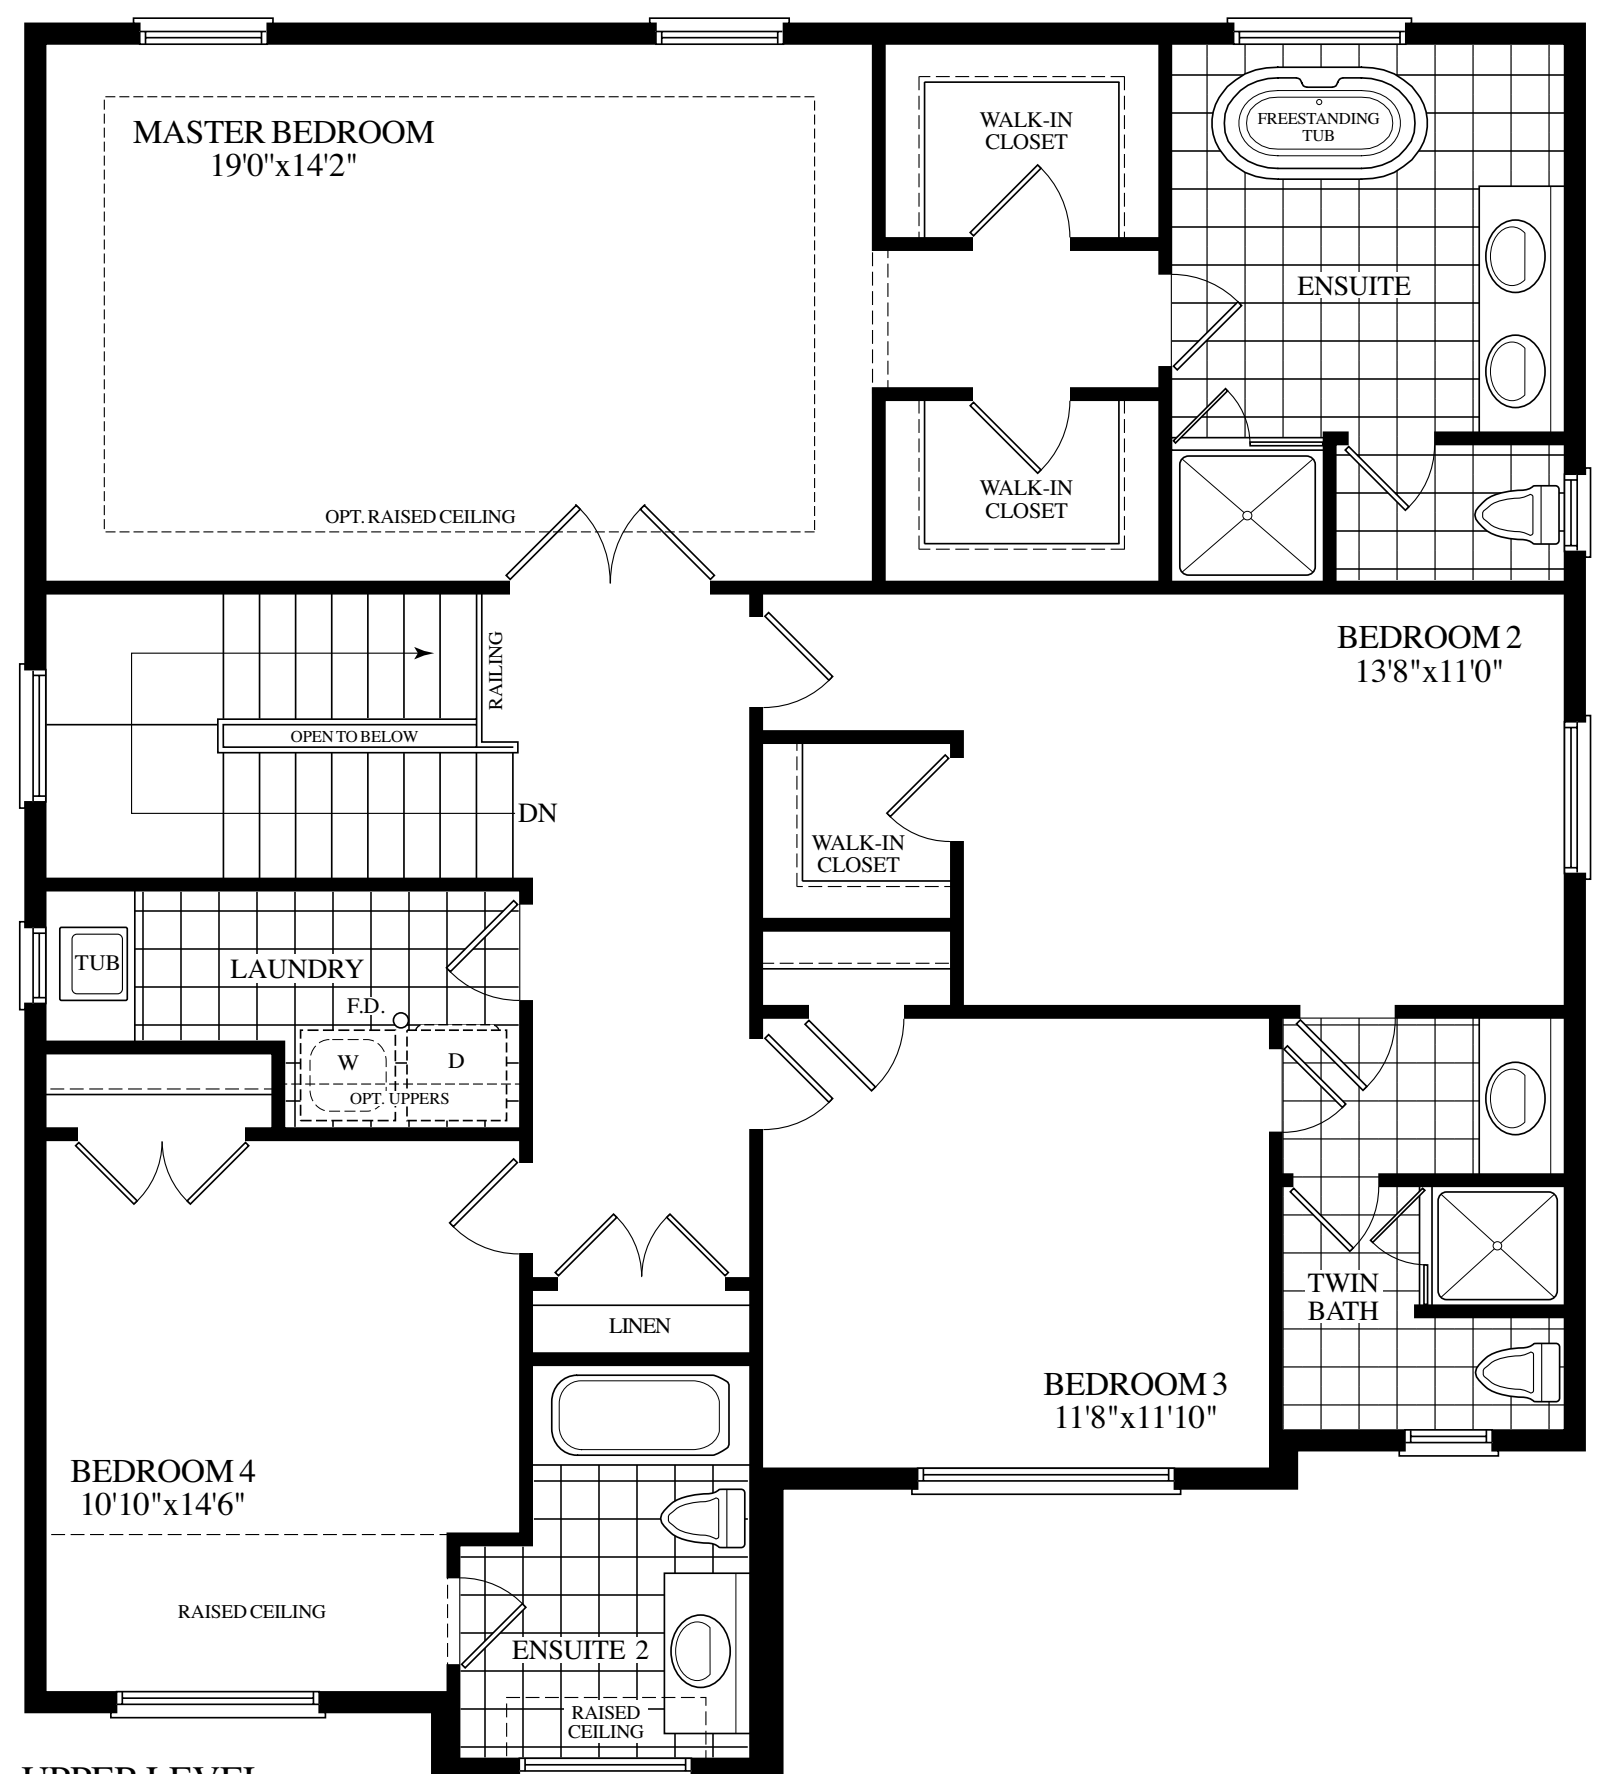 MASTER BEDROOM
19'0"x14'2"
WALK-IN
CLOSET
FREESTANDING
TUB
ENSUITE
WALK-IN
CLOSET
OPT. RAISED CEILING
RAILING
OPEN TO BELOW
DN
BEDROOM 2
13'8"x11'0"
WALK-IN
CLOSET
TUB
LAUNDRY
F.D.
W
D
OPT. UPPERS
TWIN
BATH
LINEN
BEDROOM 3
11'8"x11'10"
BEDROOM 4
10'10"x14'6"
RAISED CEILING
ENSUITE 2
RAISED
CEILING
UPPER LEVEL